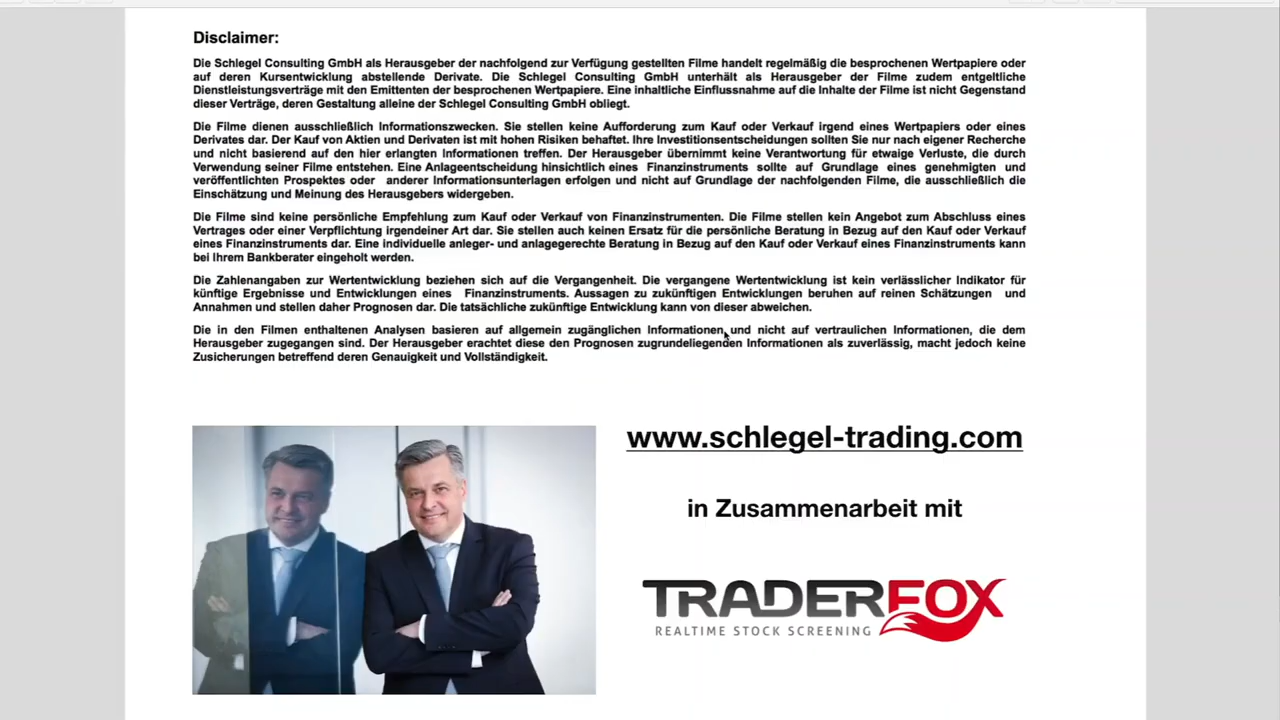 Disclaimer:
Die Schlegel Consulting GmbH als Herausgeber der nachfolgend zur Verfügung gestellten Filme handelt regelmäßig die besprochenen Wertpapiere oder
auf deren Kursentwicklung abstellende Derivate. Die Schlegel Consulting GmbH unterhält als Herausgeber der Filme zudem entgeltliche
Dienstleistungsverträge mit den Emittenten der besprochenen Wertpapiere. Eine inhaltliche Einflussnahme auf die Inhalte der Filme ist nicht Gegenstand
dieser Verträge, deren Gestaltung alleine der Schlegel Consulting GmbH obliegt.
Die Filme dienen ausschließlich Informationszwecken. Sie stellen keine Aufforderung zum Kauf oder Verkauf irgend eines Wertpapiers oder eines
Derivates dar. Der Kauf von Aktien und Derivaten ist mit hohen Risiken behaftet. Ihre Investitionsentscheidungen sollten Sie nur nach eigener Recherche
und nicht basierend auf den hier erlangten Informationen treffen. Der Herausgeber übernimmt keine Verantwortung für etwaige Verluste, die durch
Verwendung seiner Filme entstehen. Eine Anlageentscheidung hinsichtlich eines Finanzinstruments sollte auf Grundlage eines genehmigten und
veröffentlichten Prospektes oder anderer Informationsunterlagen erfolgen und nicht auf Grundlage der nachfolgenden Filme, die ausschließlich die
Einschätzung und Meinung des Herausgebers widergeben.
Die Filme sind keine persönliche Empfehlung zum Kauf oder Verkauf von Finanzinstrumenten. Die Filme stellen kein Angebot zum Abschluss eines
Vertrages oder einer Verpflichtung irgendeiner Art dar. Sie stellen auch keinen Ersatz für die persönliche Beratung in Bezug auf den Kauf oder Verkauf
eines Finanzinstruments dar. Eine individuelle anleger- und anlagegerechte Beratung in Bezug auf den Kauf oder Verkauf eines Finanzinstruments kann
bei Ihrem Bankberater eingeholt werden.
Die Zahlenangaben zur Wertentwicklung beziehen sich auf die Vergangenheit. Die vergangene Wertentwicklung ist kein verlässlicher Indikator für
künftige Ergebnisse und Entwicklungen eines Finanzinstruments. Aussagen zu zukünftigen Entwicklungen beruhen auf reinen Schätzungen und
Annahmen und stellen daher Prognosen dar. Die tatsächliche zukünftige Entwicklung kann von dieser abweichen.
Die in den Filmen enthaltenen Analysen basieren auf allgemein zugänglichen Informationen und nicht auf vertraulichen Informationen, die dem
Herausgeber zugegangen sind. Der Herausgeber erachtet diese den Prognosen zugrundeliegenden Informationen als zuverlässig, macht jedoch keine
Zusicherungen betreffend deren Genauigkeit und Vollständigkeit.
www.schlegel-trading.com
in Zusammenarbeit mit
TRADERFOX
REALTIME STOCK SCREENING